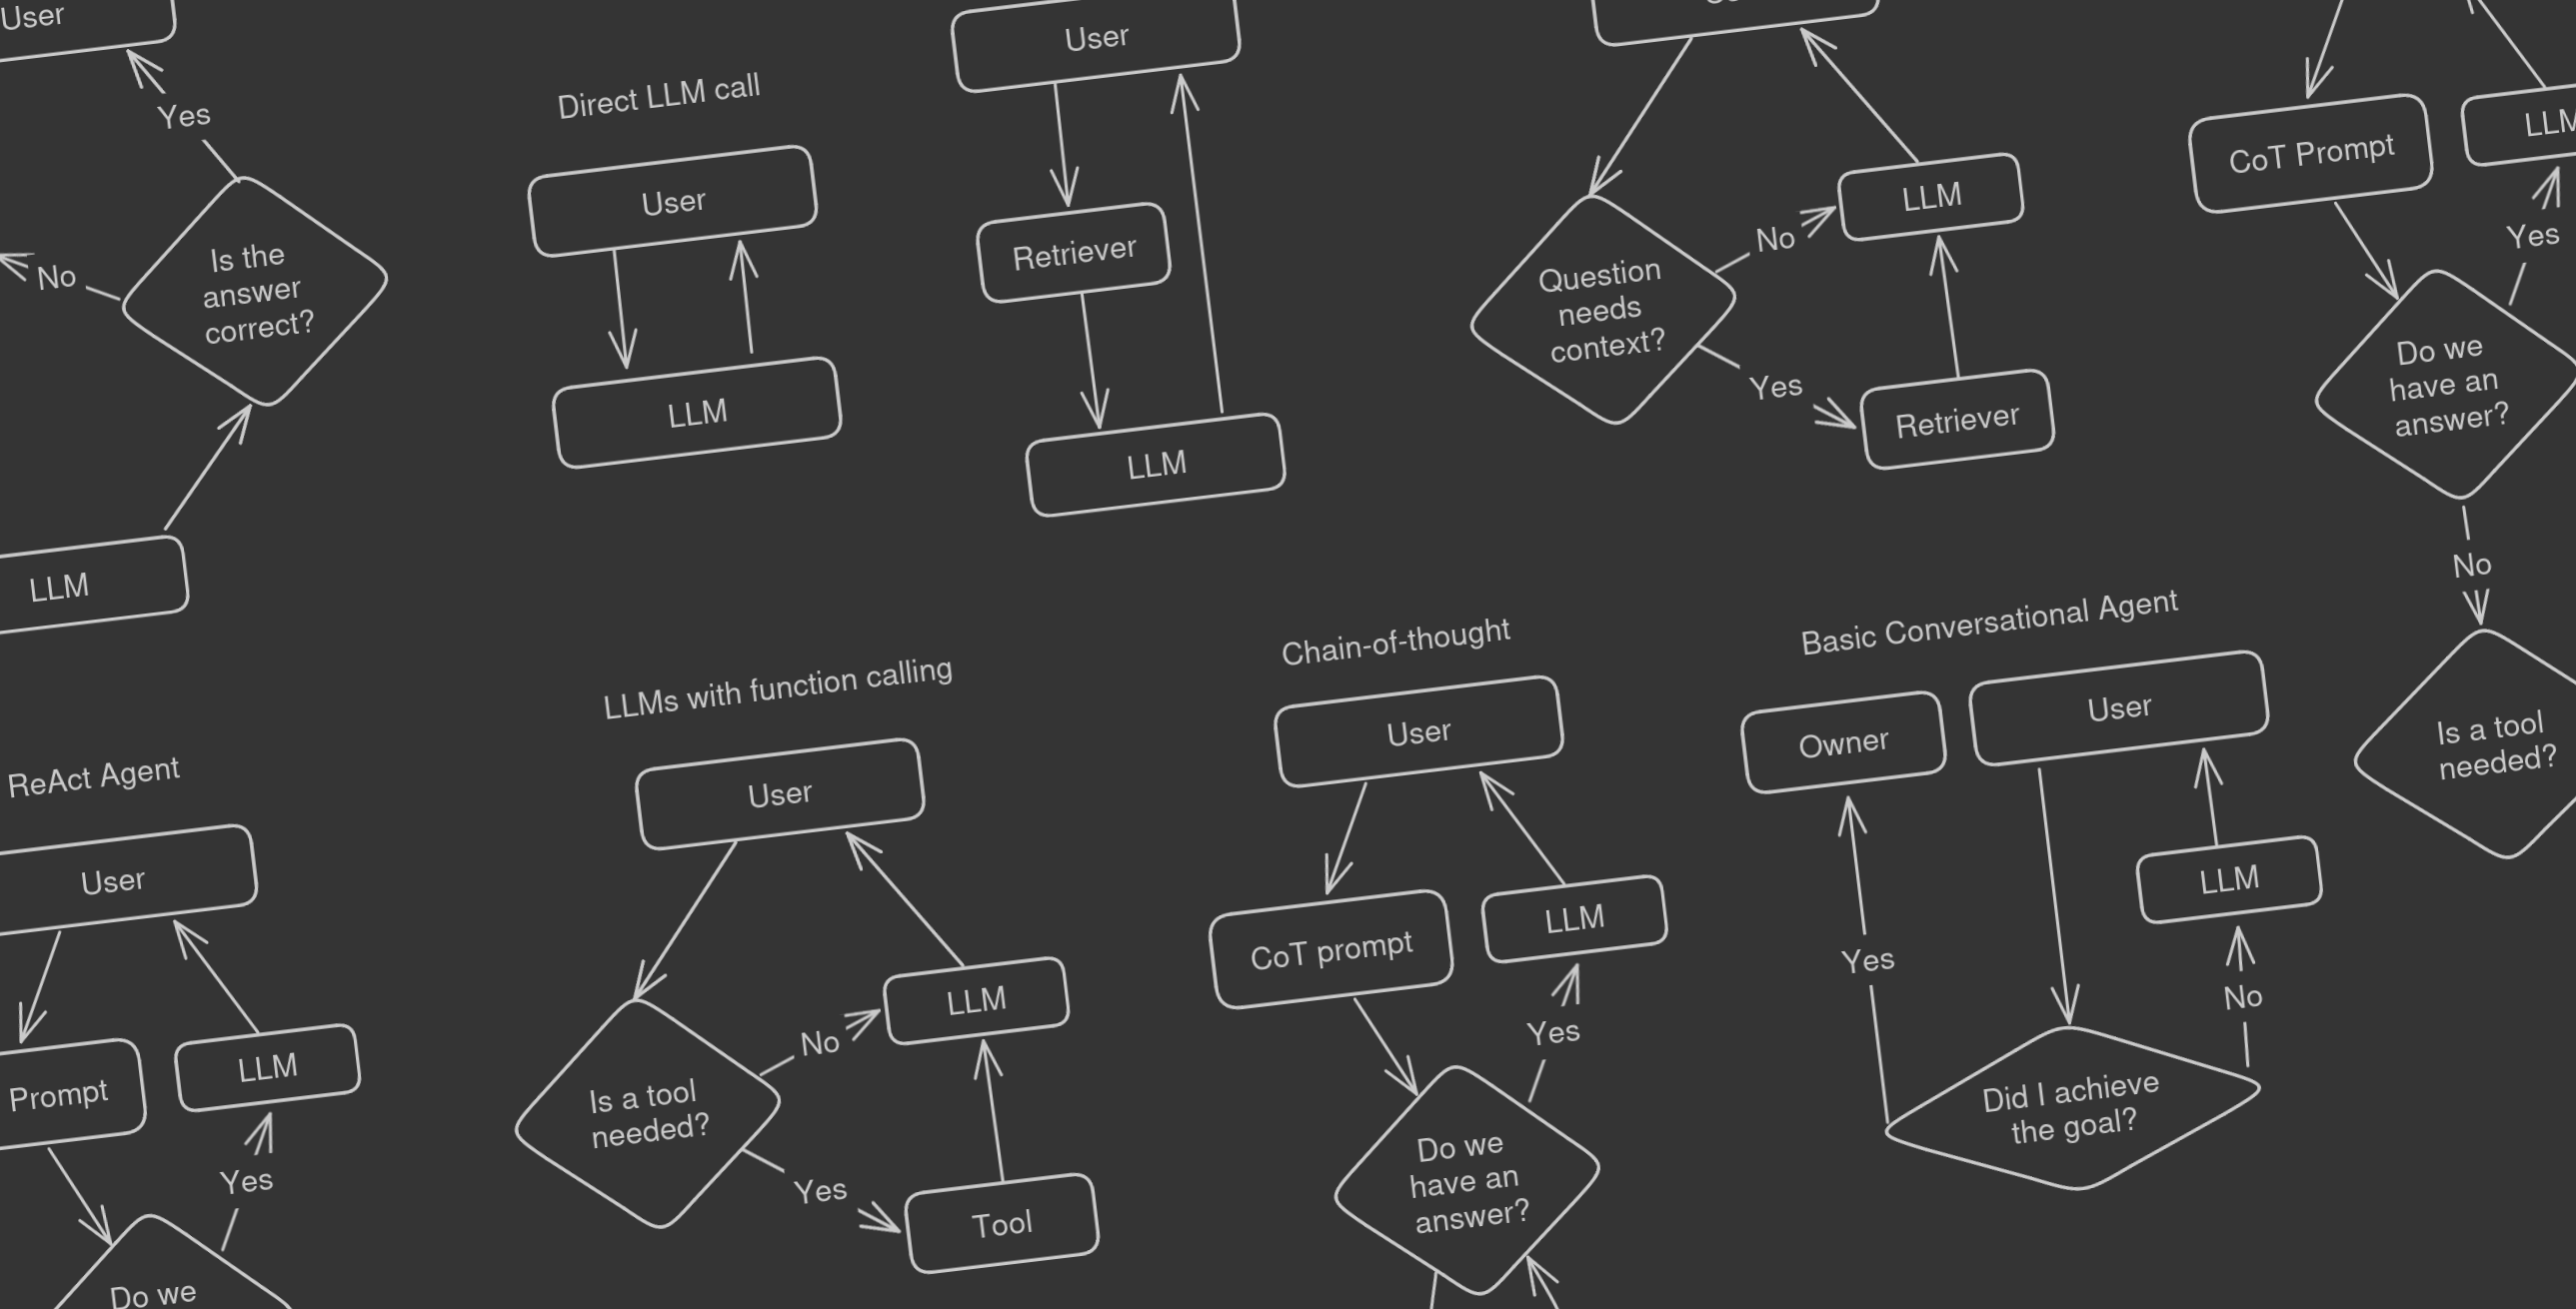 User
Yes
No
Is the
answer
correct?
LLM
Direct LLM call
User
LLM
User
Retriever
LLM
Question
needs
context?
No
Yes
LLM
Retriever
CoT Prompt
LLM
Yes
Do we
have an
answer?
No
Is a tool
needed?
ReAct Agent
User
Prompt
LLM
Yes
Do we
LLMs with function calling
User
Is a tool
needed?
No
Yes
LLM
Tool
Chain-of-thought
User
CoT prompt
LLM
Yes
Do we
have an
answer?
Basic Conversational Agent
Owner
User
LLM
Yes
No
Did I achieve
the goal?